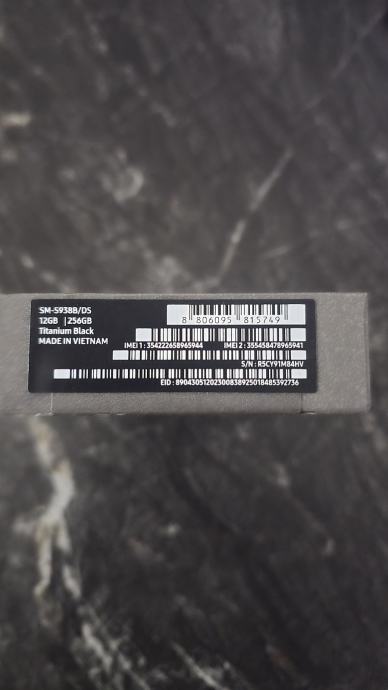 SM-S938B/DS
12GB | 256GB
Titanium Black
MADE IN VIETNAM
8 806095 815749
IMEI 1 : 354222658965944 IMEI 2 : 355458478965941
S/N : R5CY91M84HV
EID : 89043051202300838925018485392736